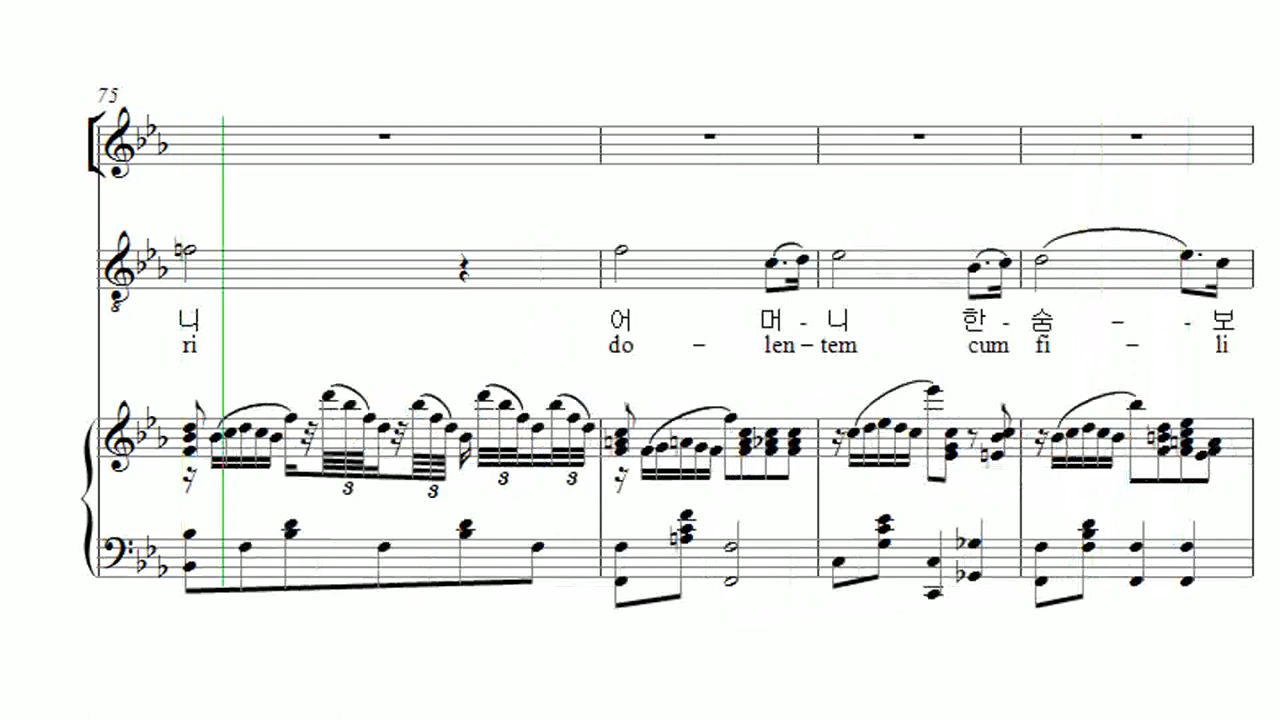 75
8
니 어 머 - 니 한 - 숨 – - 보
ri do – len – tem cum fi – li
3 3 3 3